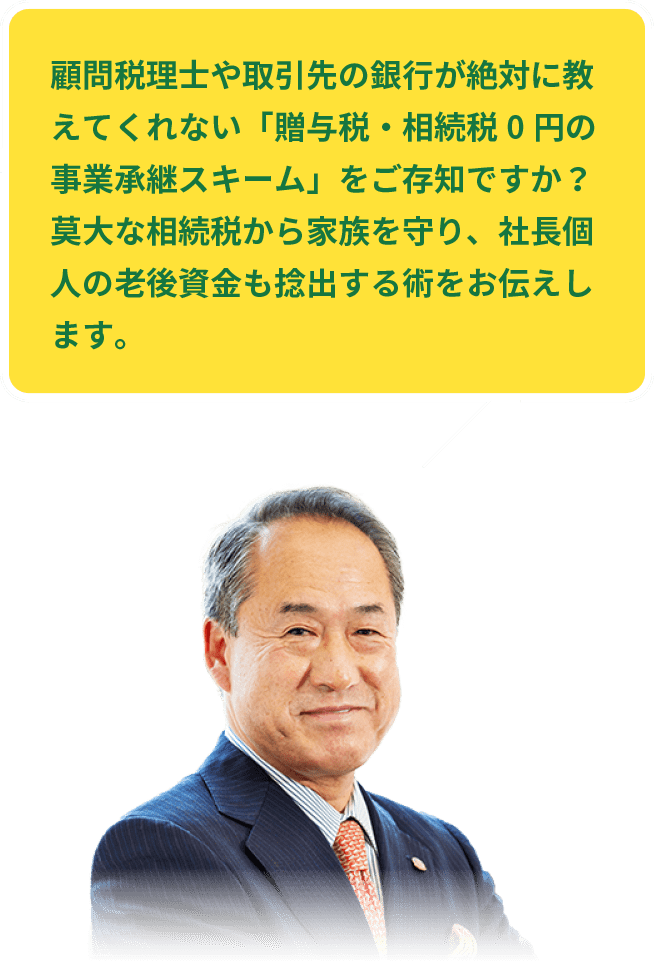 顧問税理士や取引先の銀行が絶対に教
えてくれない「贈与税・相続税 0 円の
事業承継スキーム」をご存知ですか？
莫大な相続税から家族を守り、社長個
人の老後資金も捻出する術をお伝えし
ます。